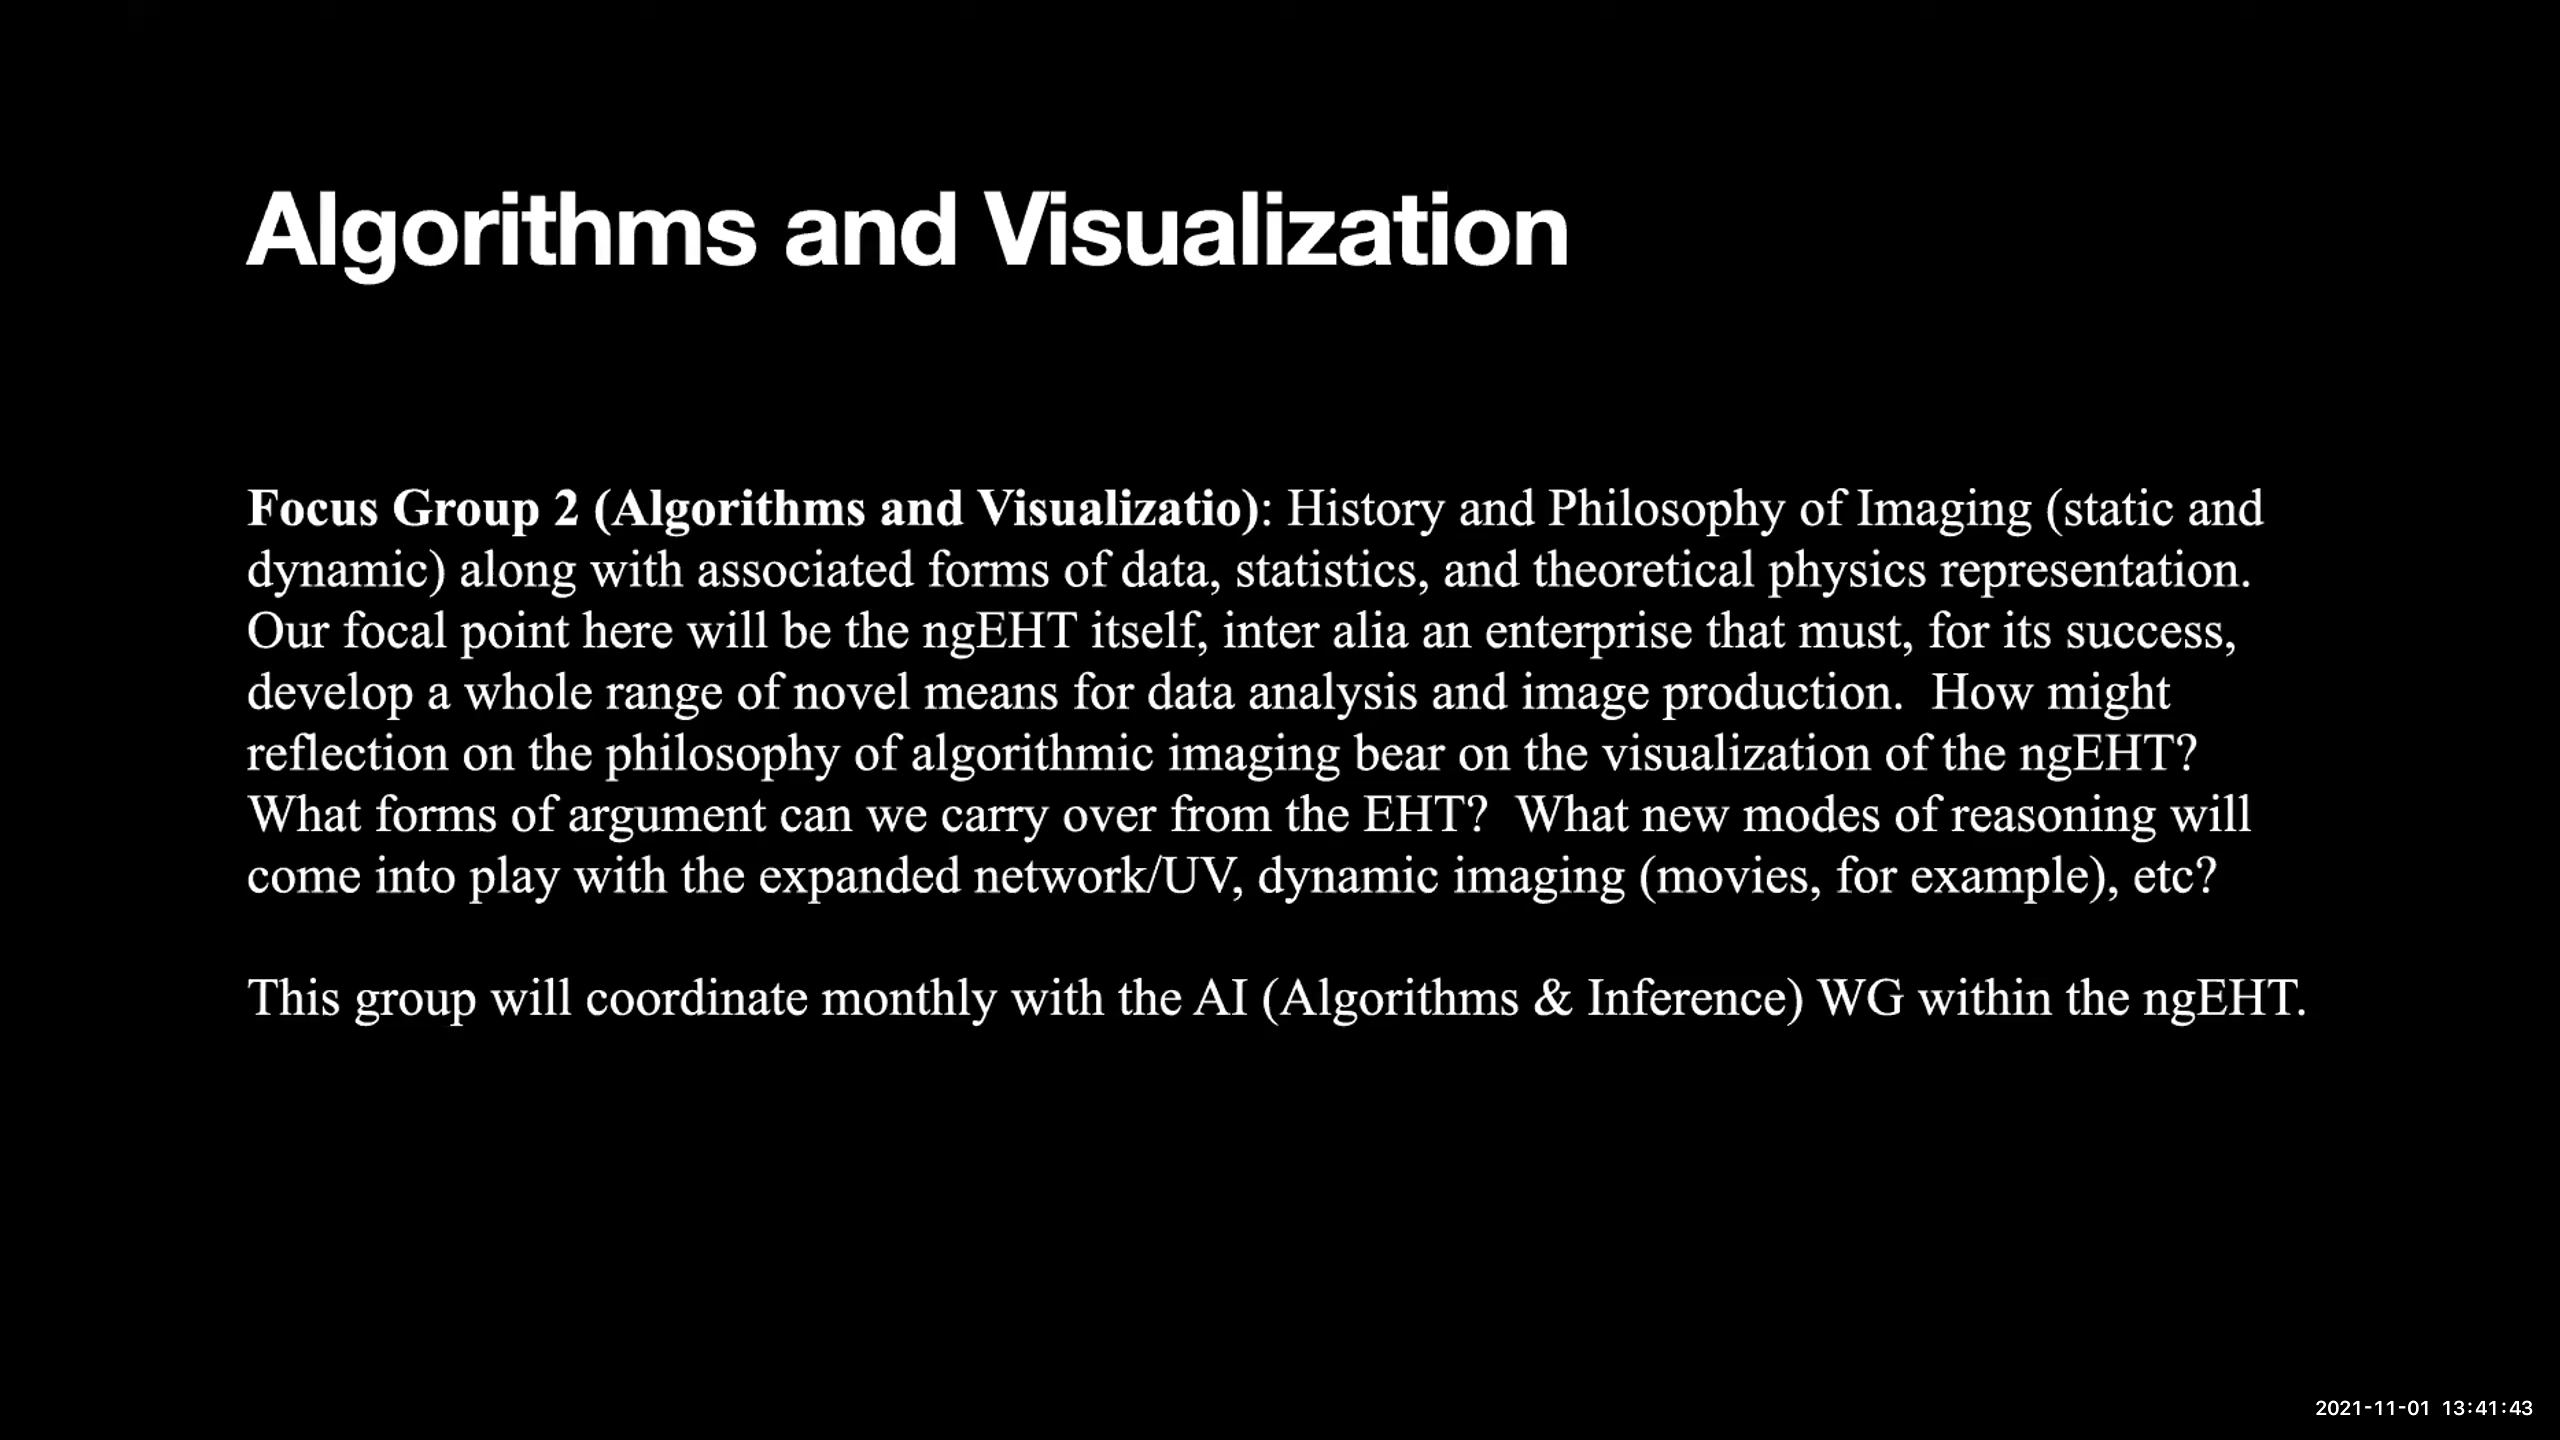 Algorithms and Visualization
Focus Group 2 (Algorithms and Visualizatio): History and Philosophy of Imaging (static and
dynamic) along with associated forms of data, statistics, and theoretical physics representation.
Our focal point here will be the ngEHT itself, inter alia an enterprise that must, for its success,
develop a whole range of novel means for data analysis and image production.  How might
reflection on the philosophy of algorithmic imaging bear on the visualization of the ngEHT?
What forms of argument can we carry over from the EHT?  What new modes of reasoning will
come into play with the expanded network/UV, dynamic imaging (movies, for example), etc?
This group will coordinate monthly with the AI (Algorithms & Inference) WG within the ngEHT.
2021-11-01 13:41:43